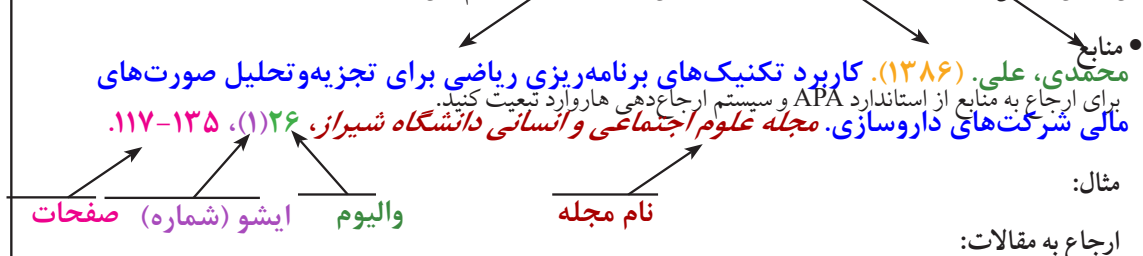 • منابع
محمدی، علی. (۱۳۸۶). کاربرد تکنیک‌های برنامه‌ریزی ریاضی برای تجزیه‌وتحلیل صورت‌های
برای ارجاع به منابع از استاندارد APA و سیستم ارجاع‌دهی هاروارد تبعیت کنید.
مالی شرکت‌های داروسازی. مجله علوم اجتماعی و انسانی دانشگاه شیراز، ۲۶(۱)، ۱۳۵-۱۱۷.
مثال:
نام مجله
والیوم
ایشو (شماره)
صفحات
ارجاع به مقالات: